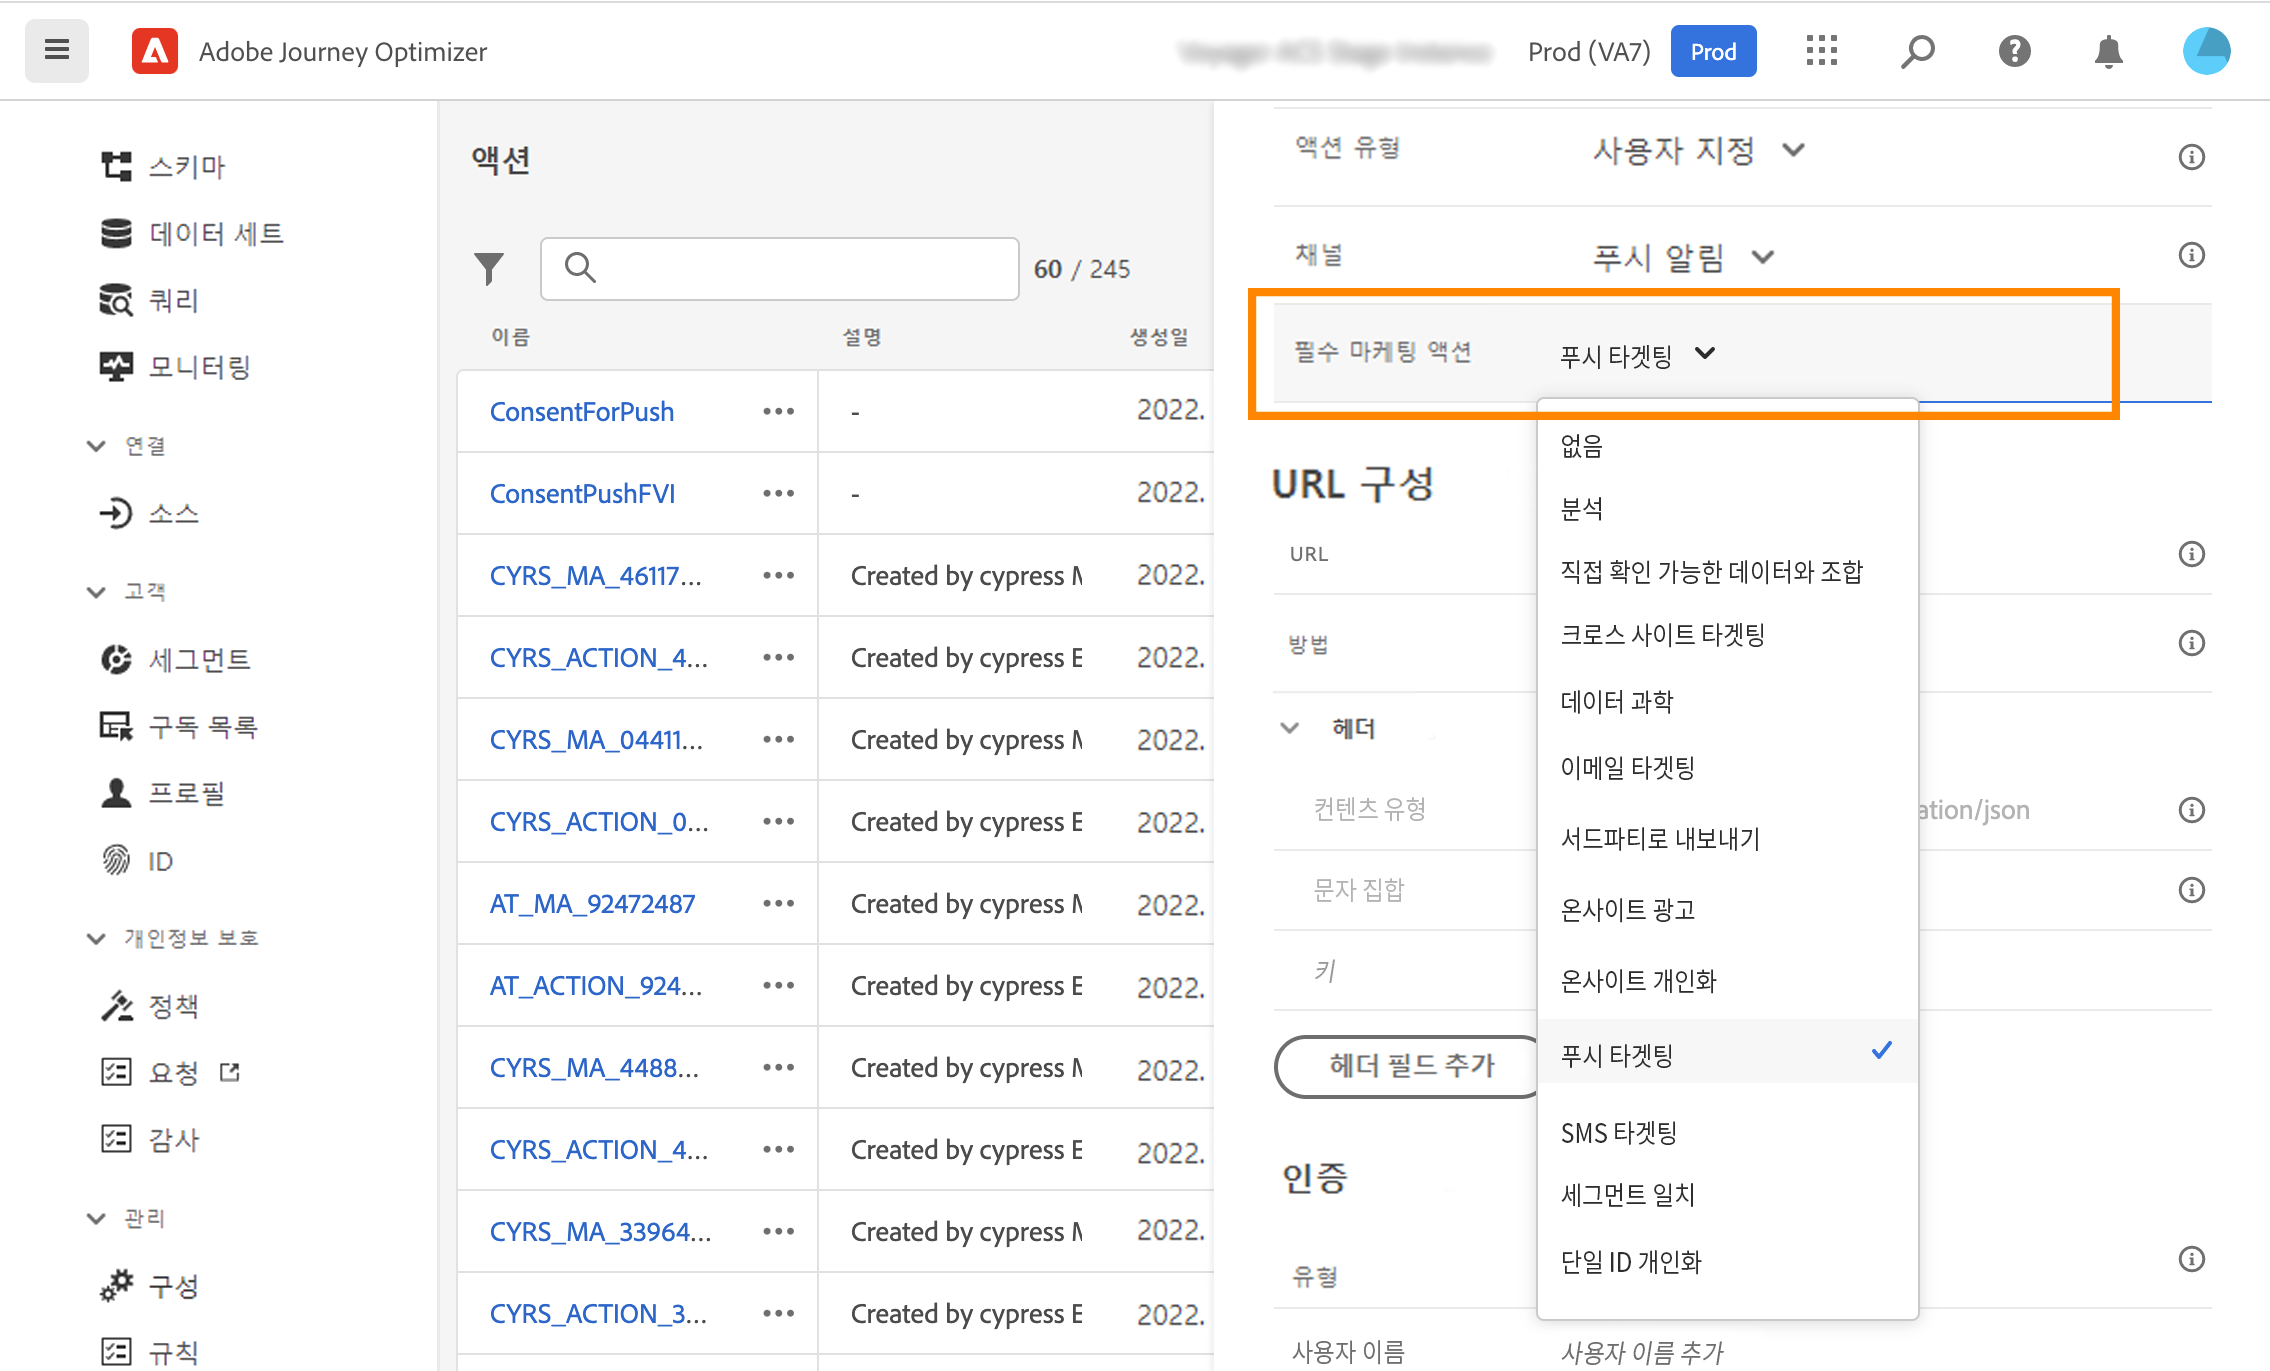 Adobe Journey Optimizer
Prod (VA7)
Prod
스키마
데이터 세트
쿼리
모니터링
연결
소스
고객
세그먼트
구독 목록
프로필
ID
개인정보 보호
정책
요청
감사
관리
구성
규칙
액션
60 / 245
이름 설명 생성일
ConsentForPush ••• - 2022.
ConsentPushFVI ••• - 2022.
CYRS_MA_46117... ••• Created by cypress 2022.
CYRS_ACTION_4... ••• Created by cypress 2022.
CYRS_MA_04411... ••• Created by cypress 2022.
CYRS_ACTION_0... ••• Created by cypress 2022.
AT_MA_92472487 ••• Created by cypress 2022.
AT_ACTION_924... ••• Created by cypress 2022.
CYRS_MA_4488... ••• Created by cypress 2022.
CYRS_ACTION_4... ••• Created by cypress 2022.
CYRS_MA_33964... ••• Created by cypress 2022.
CYRS_ACTION_3... ••• Created by cypress 2022.
액션 유형 사용자 지정
채널 푸시 알림
필수 마케팅 액션 푸시 타겟팅
없음
분석
직접 확인 가능한 데이터와 조합
크로스 사이트 타겟팅
데이터 과학
이메일 타겟팅
서드파티로 내보내기
온사이트 광고
온사이트 개인화
푸시 타겟팅
SMS 타겟팅
세그먼트 일치
단일 ID 개인화
URL 구성
URL
방법
헤더
컨텐츠 유형 ation/json
문자 집합
키
헤더 필드 추가
인증
유형
사용자 이름 사용자 이름 추가